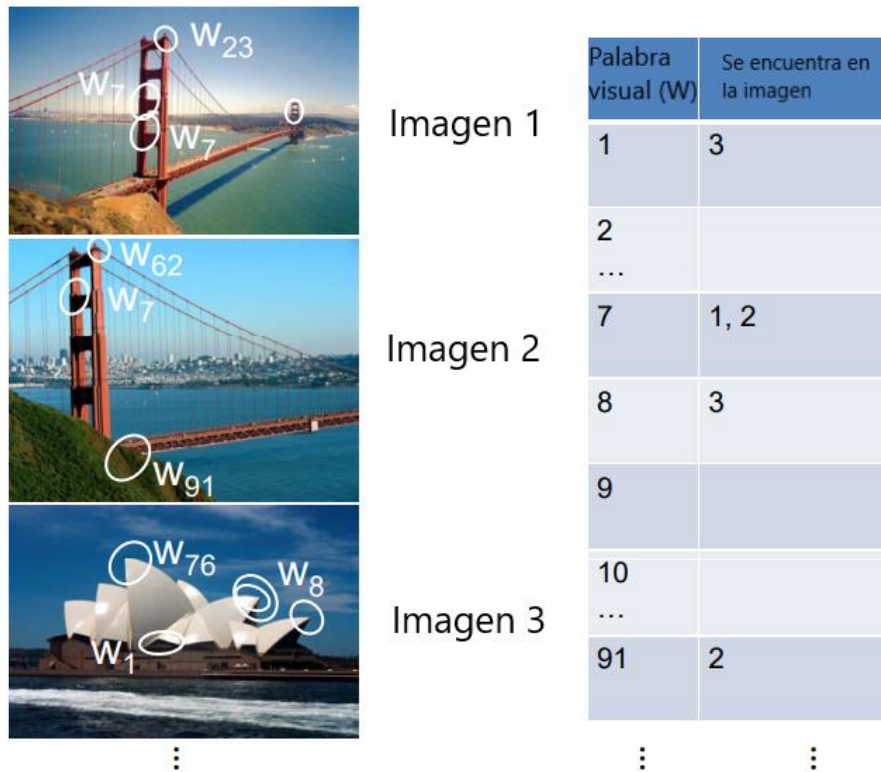 W23
W7
W7
Imagen 1
W62
W7
W91
Imagen 2
W76
W8
W1
Imagen 3
⋮
Palabra visual (W) Se encuentra en la imagen
1 3
2
...
7 1, 2
8 3
9
10
...
91 2
⋮ ⋮